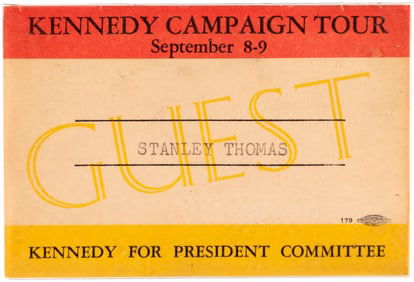 KENNEDY CAMPAIGN TOUR
September 8-9
GUEST
STANLEY THOMAS
179
KENNEDY FOR PRESIDENT COMMITTEE